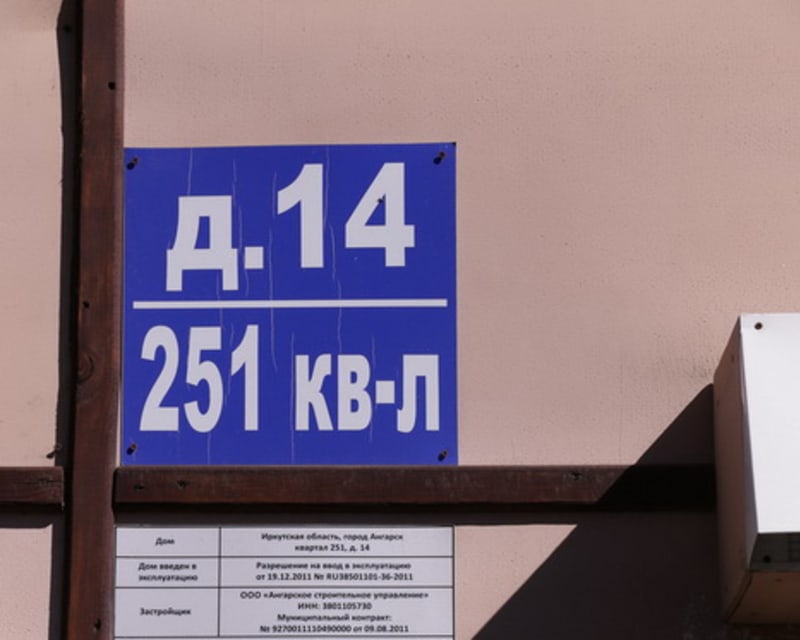 д.14
251 кв-л
Дом
Иркутская область, город Ангарск
квартал 251, д. 14
Дом введен в
эксплуатацию
Разрешение на ввод в эксплуатацию
от 19.12.2011 № RU38501101-36-2011
Застройщик
ООО «Ангарское строительное управление»
ИНН: 3801105730
Муниципальный контракт:
№ 9270011110490000 от 09.08.2011